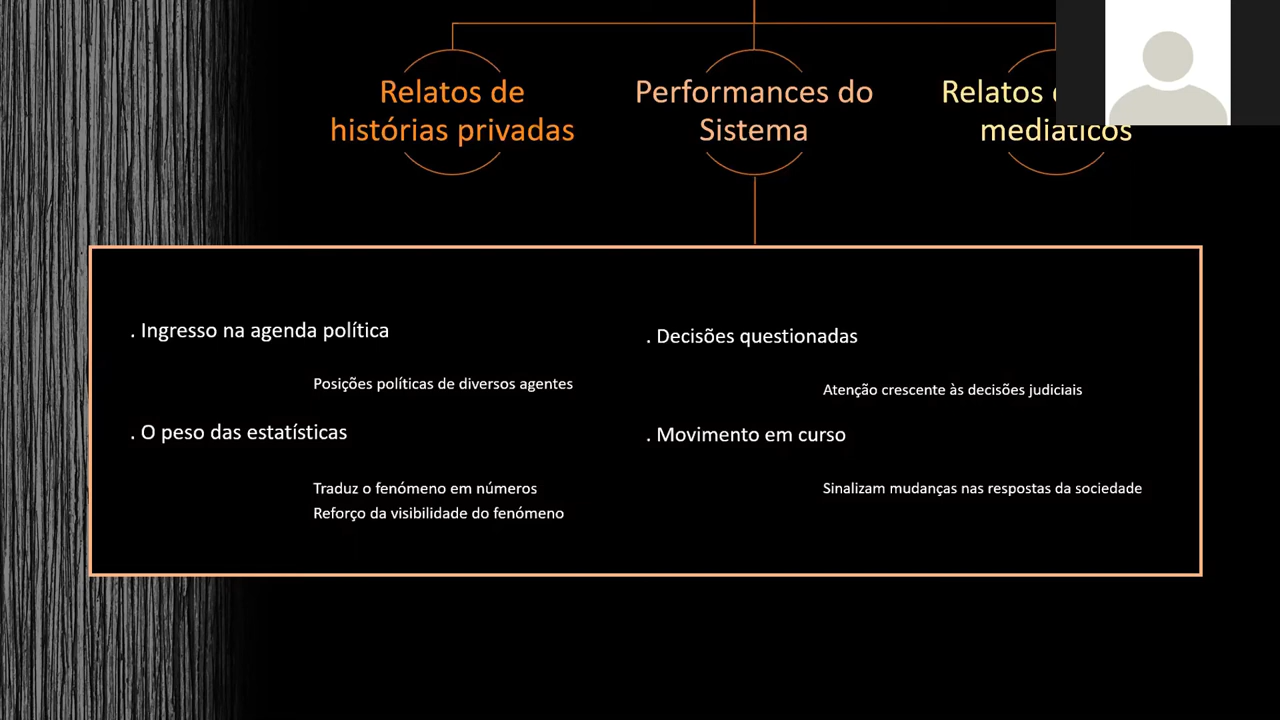 Relatos de
histórias privadas
Performances do
Sistema
Relatos
mediáticos
. Ingresso na agenda política
Posições políticas de diversos agentes
. O peso das estatísticas
Traduz o fenómeno em números
Reforço da visibilidade do fenómeno
. Decisões questionadas
Atenção crescente às decisões judiciais
. Movimento em curso
Sinalizam mudanças nas respostas da sociedade